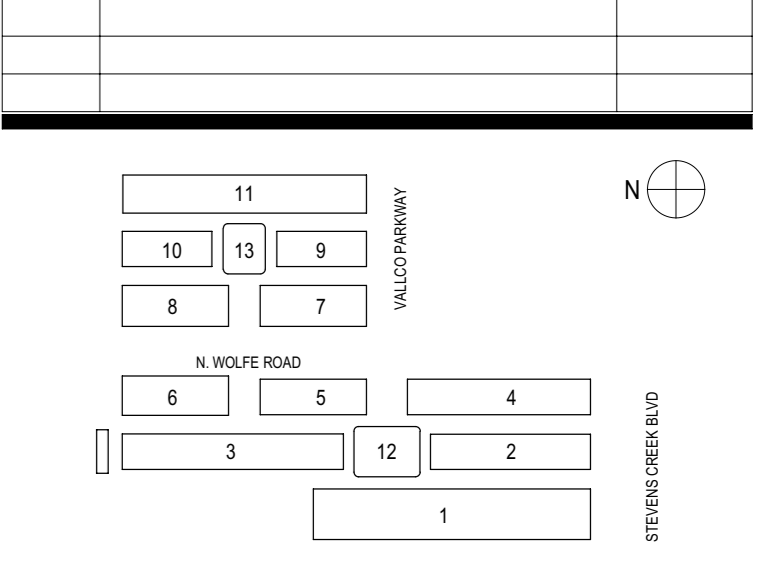 11
N
10 13 9
VALLCO PARKWAY
8 7
N. WOLFE ROAD
6 5 4
3 12 2
STEVENS CREEK BLVD
1